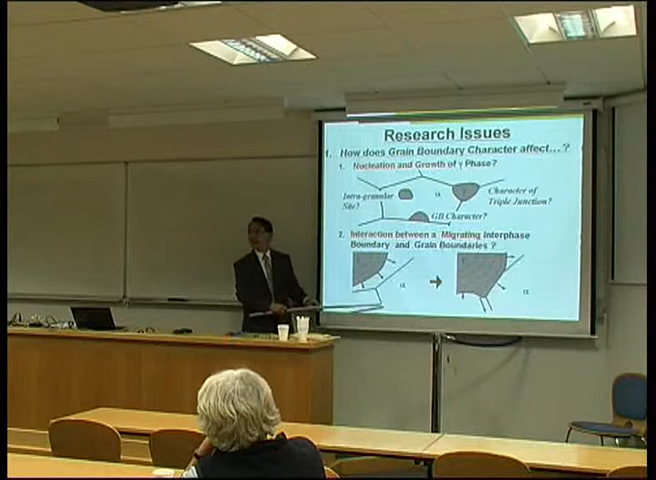 Research Issues
1. How does Grain Boundary Character affect...?
1. Nucleation and Growth of γ Phase?
Intra-granular
Site?
α
γ
Character of
Triple Junction?
GB Character?
2. Interaction between a Migrating Interphase
Boundary and Grain Boundaries?
α
α